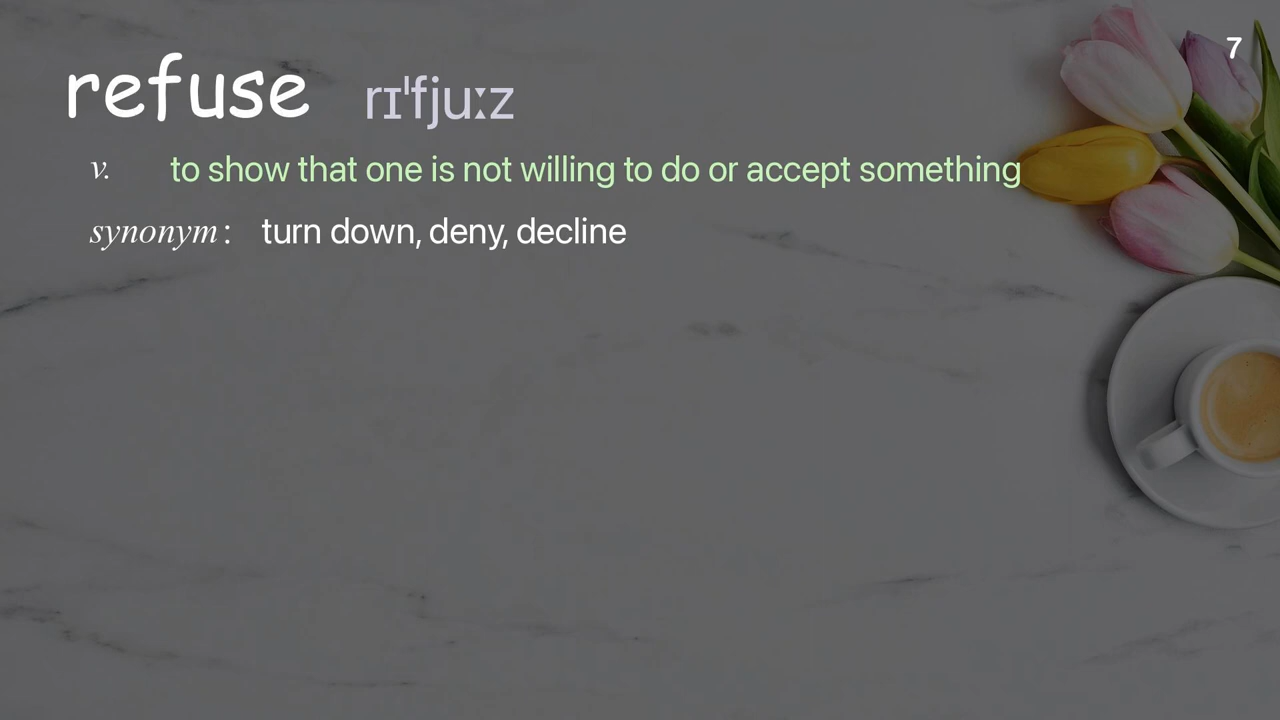 7
refuse rɪˈfjuːz
v. to show that one is not willing to do or accept something
synonym : turn down, deny, decline